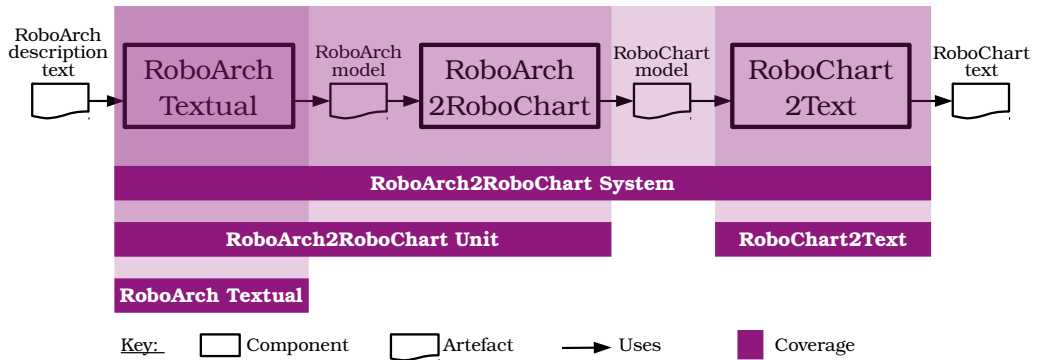 RoboArch
description
text
RoboArch
Textual
RoboArch
model
RoboArch
2RoboChart
RoboChart
model
RoboChart
2Text
RoboChart
text
RoboArch2RoboChart System
RoboArch2RoboChart Unit
RoboChart2Text
RoboArch Textual
Key:
Component
Artefact
Uses
Coverage